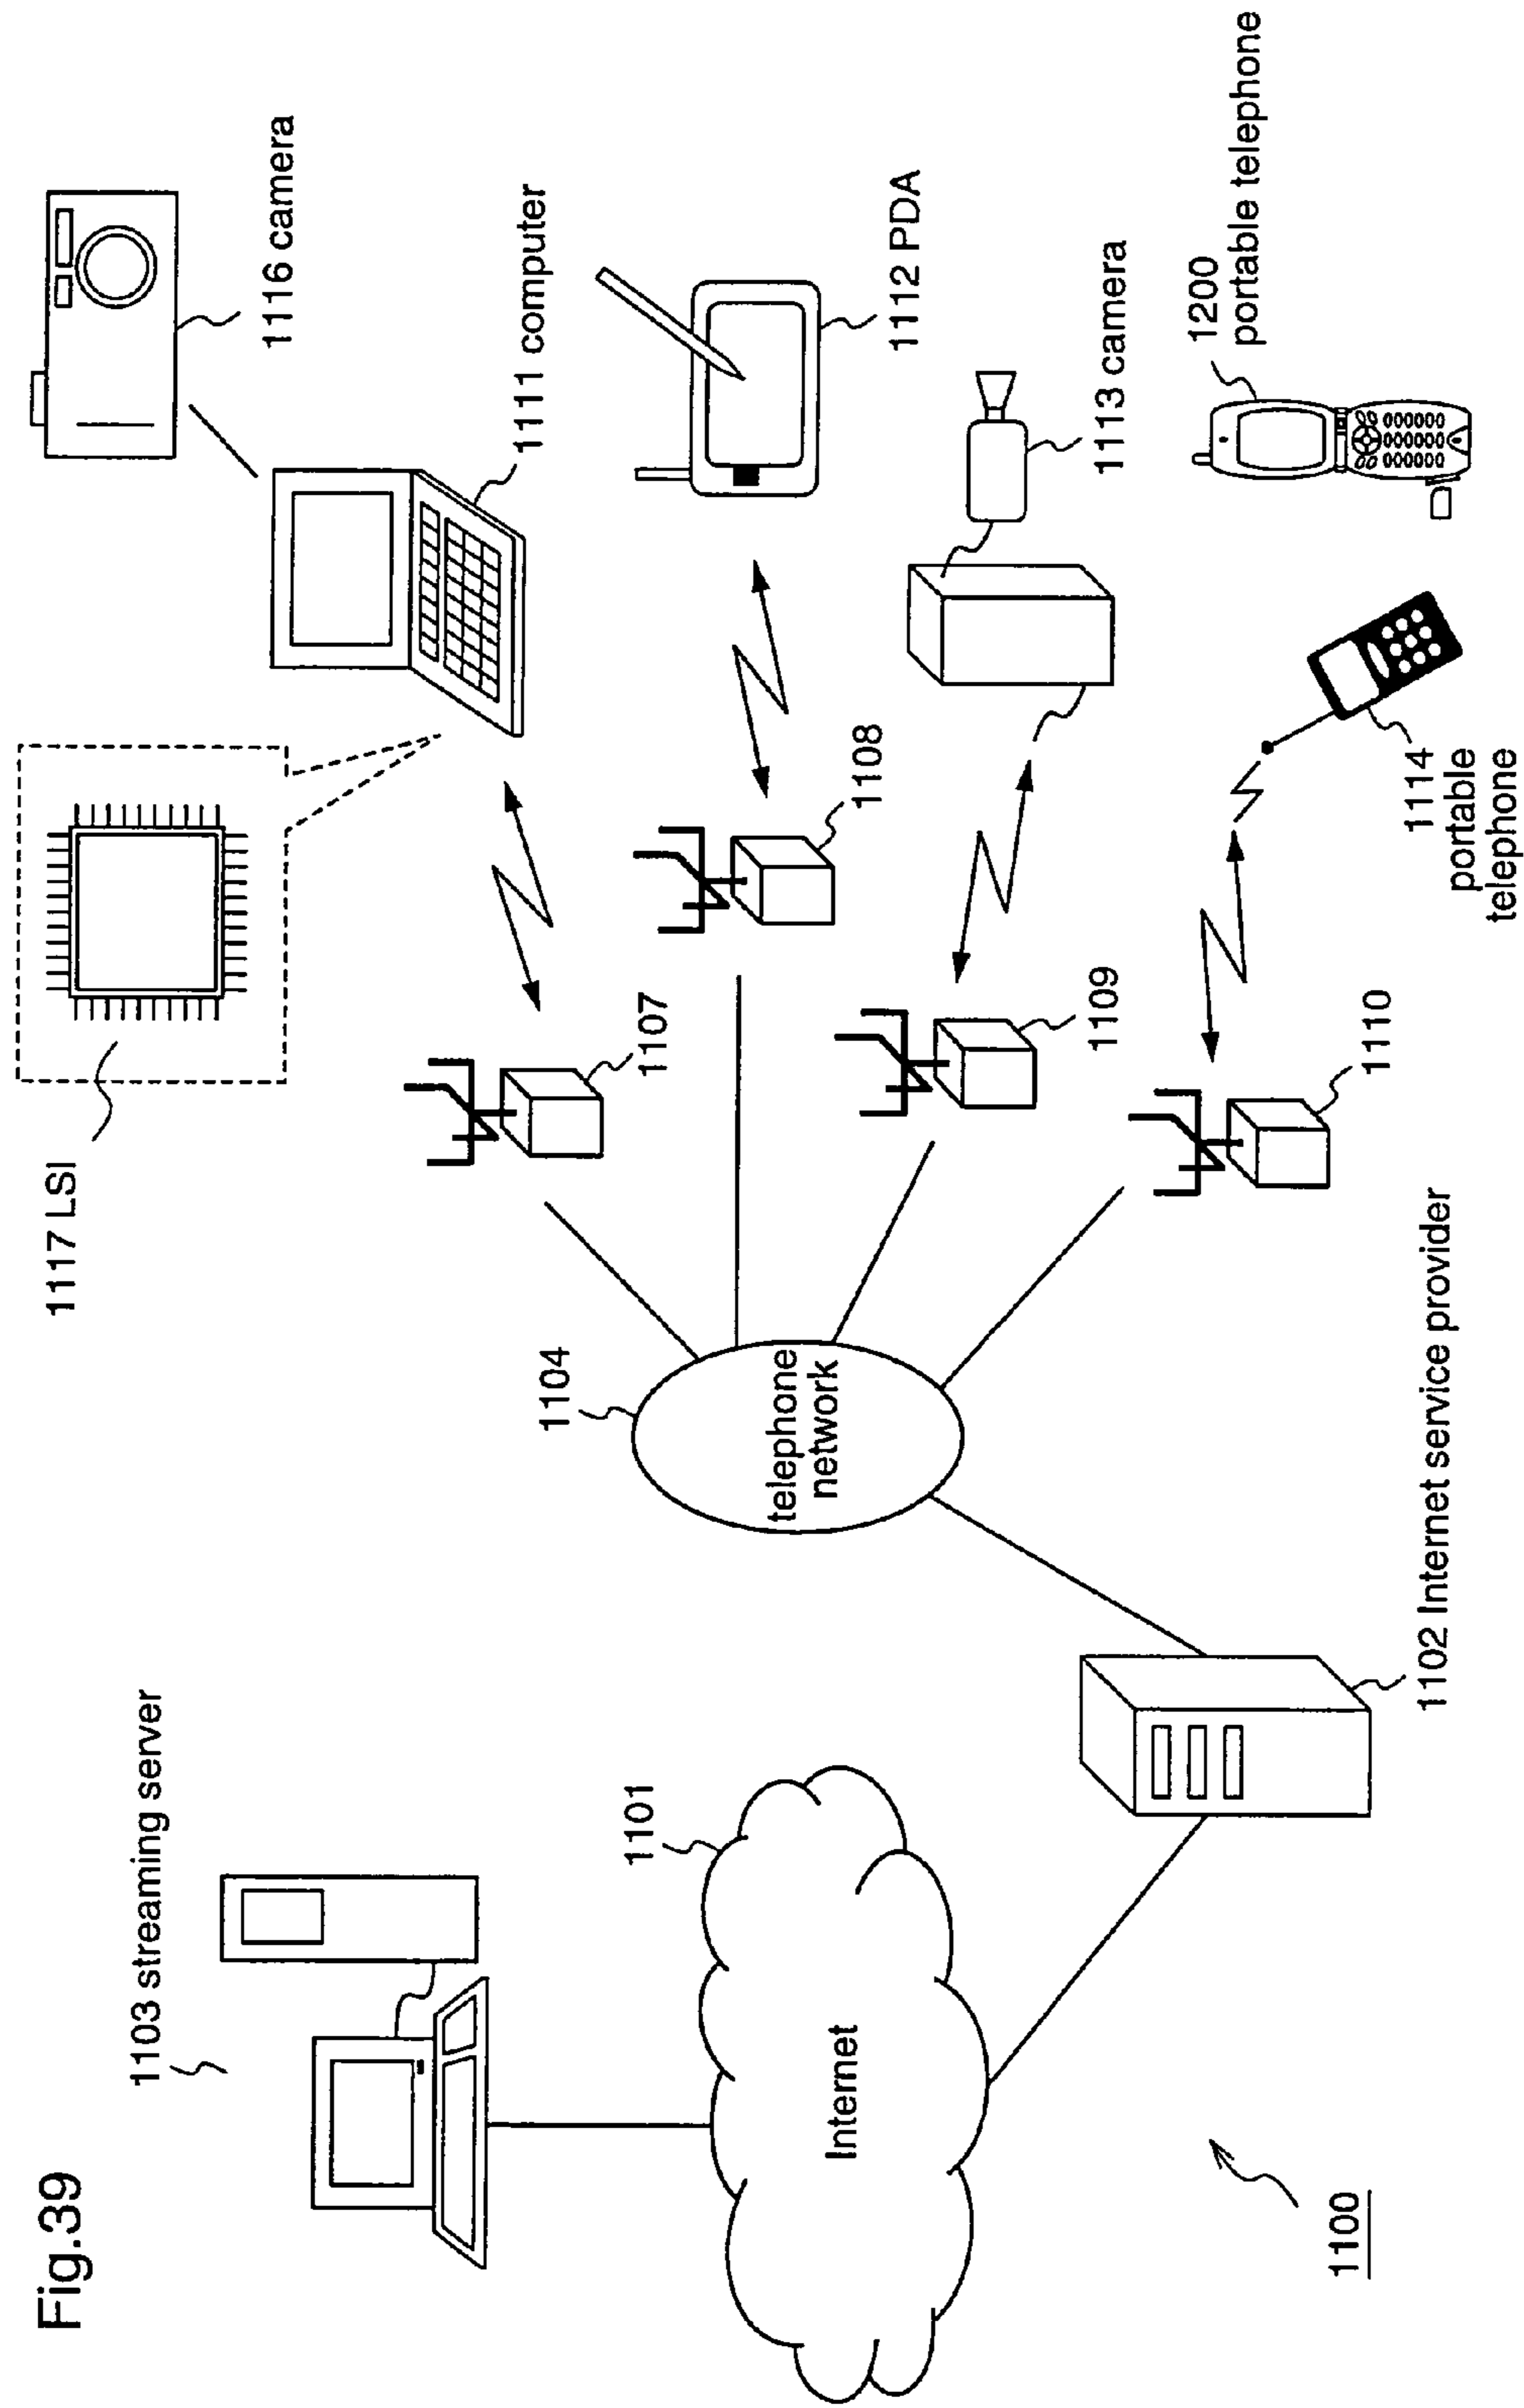 Fig.39
1117 LSI
1116 camera
1103 streaming server
1111 computer
1107
1104
1101
1108
1112 PDA
telephone
network
Internet
1109
1113 camera
1110
1200
portable telephone
1114
portable
telephone
1102 Internet service provider
1100